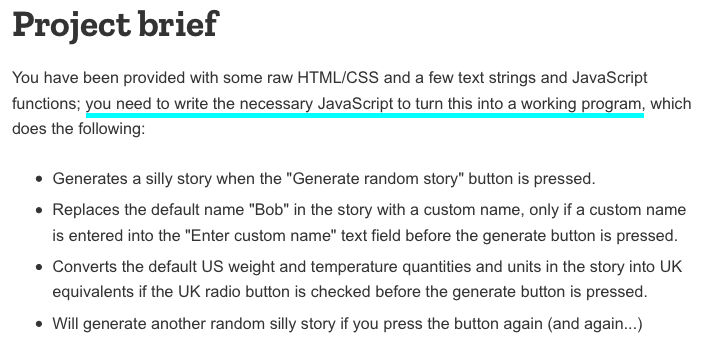 Project brief
You have been provided with some raw HTML/CSS and a few text strings and JavaScript
functions; you need to write the necessary JavaScript to turn this into a working program, which
does the following:
• Generates a silly story when the "Generate random story" button is pressed.
• Replaces the default name "Bob" in the story with a custom name, only if a custom name
is entered into the "Enter custom name" text field before the generate button is pressed.
• Converts the default US weight and temperature quantities and units in the story into UK
equivalents if the UK radio button is checked before the generate button is pressed.
• Will generate another random silly story if you press the button again (and again...)